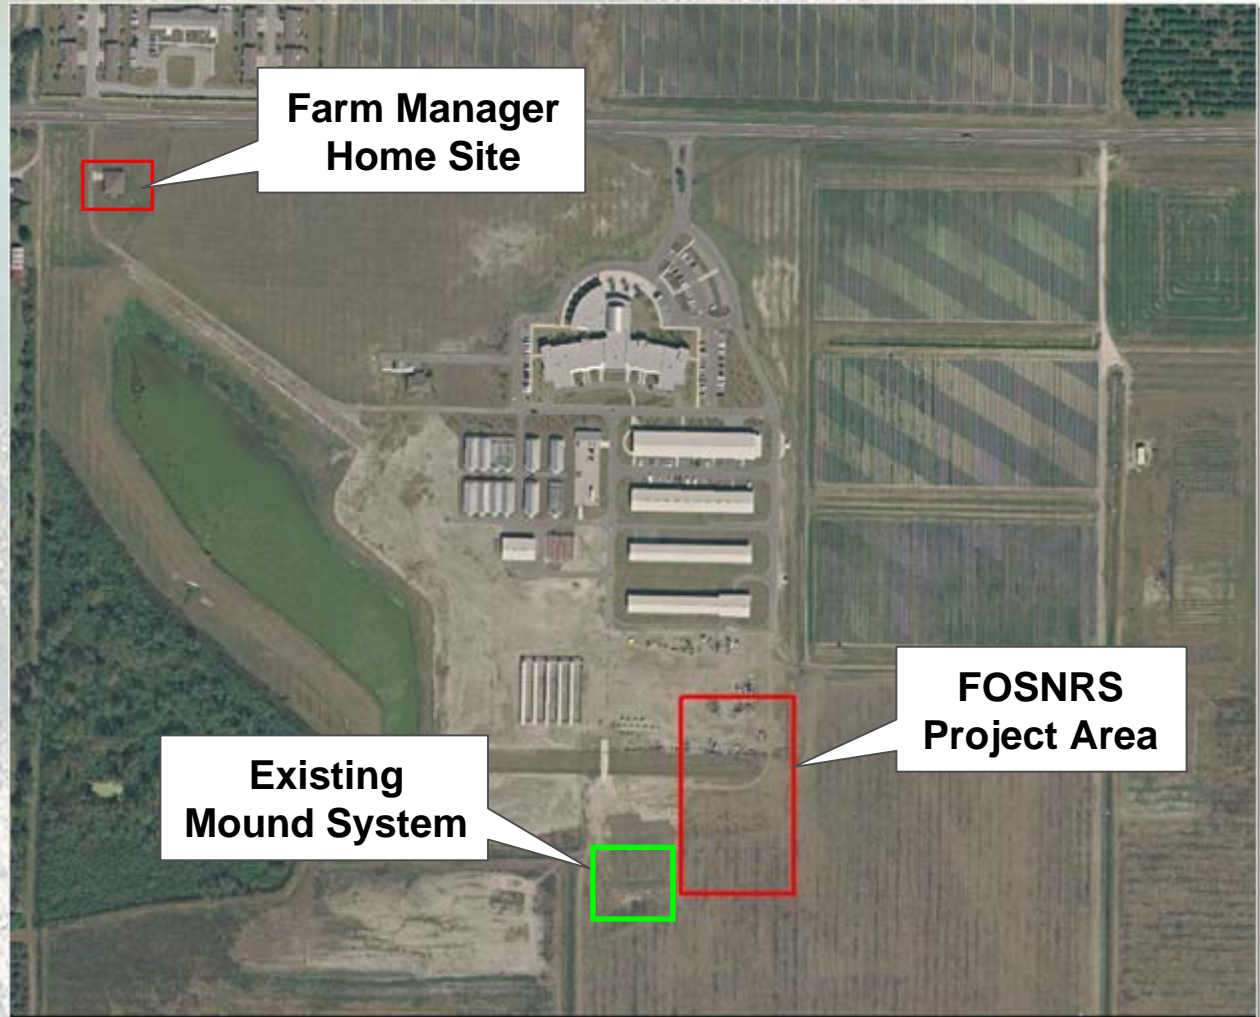 Farm Manager
Home Site
FOSNRS
Project Area
Existing
Mound System